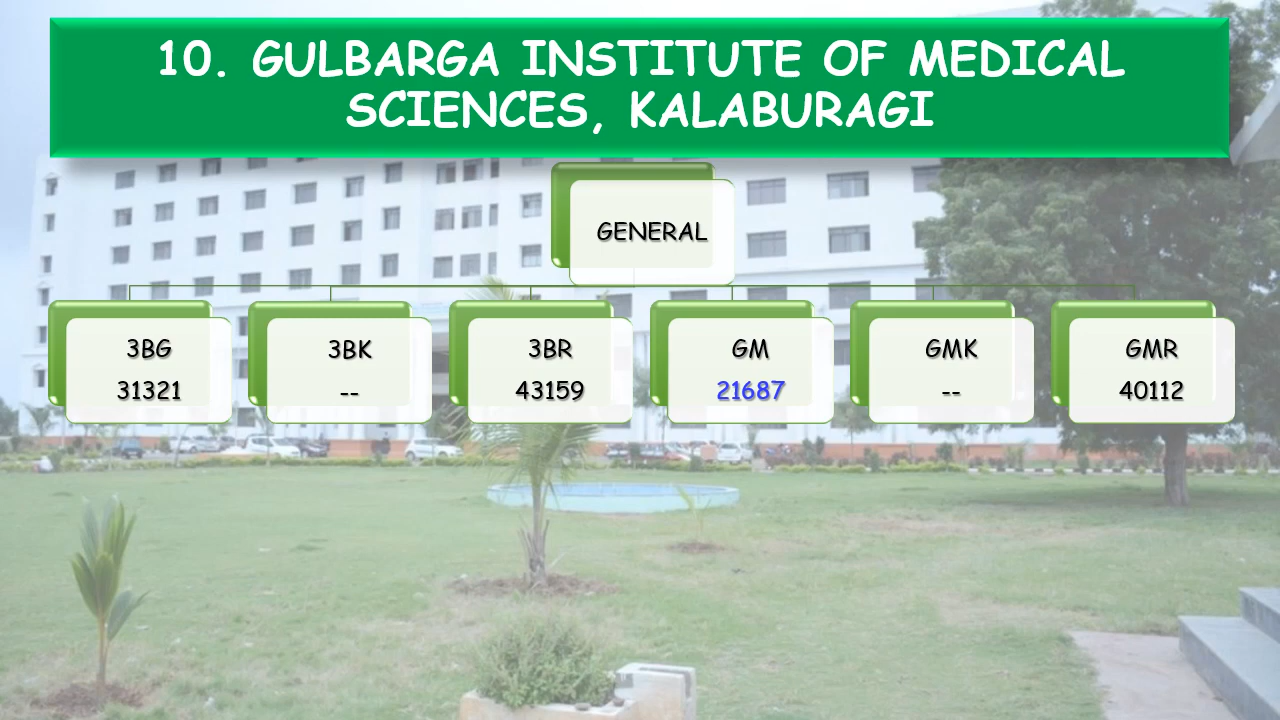 10. GULBARGA INSTITUTE OF MEDICAL
SCIENCES, KALABURAGI
GENERAL
3BG
31321
3BK
--
3BR
43159
GM
21687
GMK
--
GMR
40112